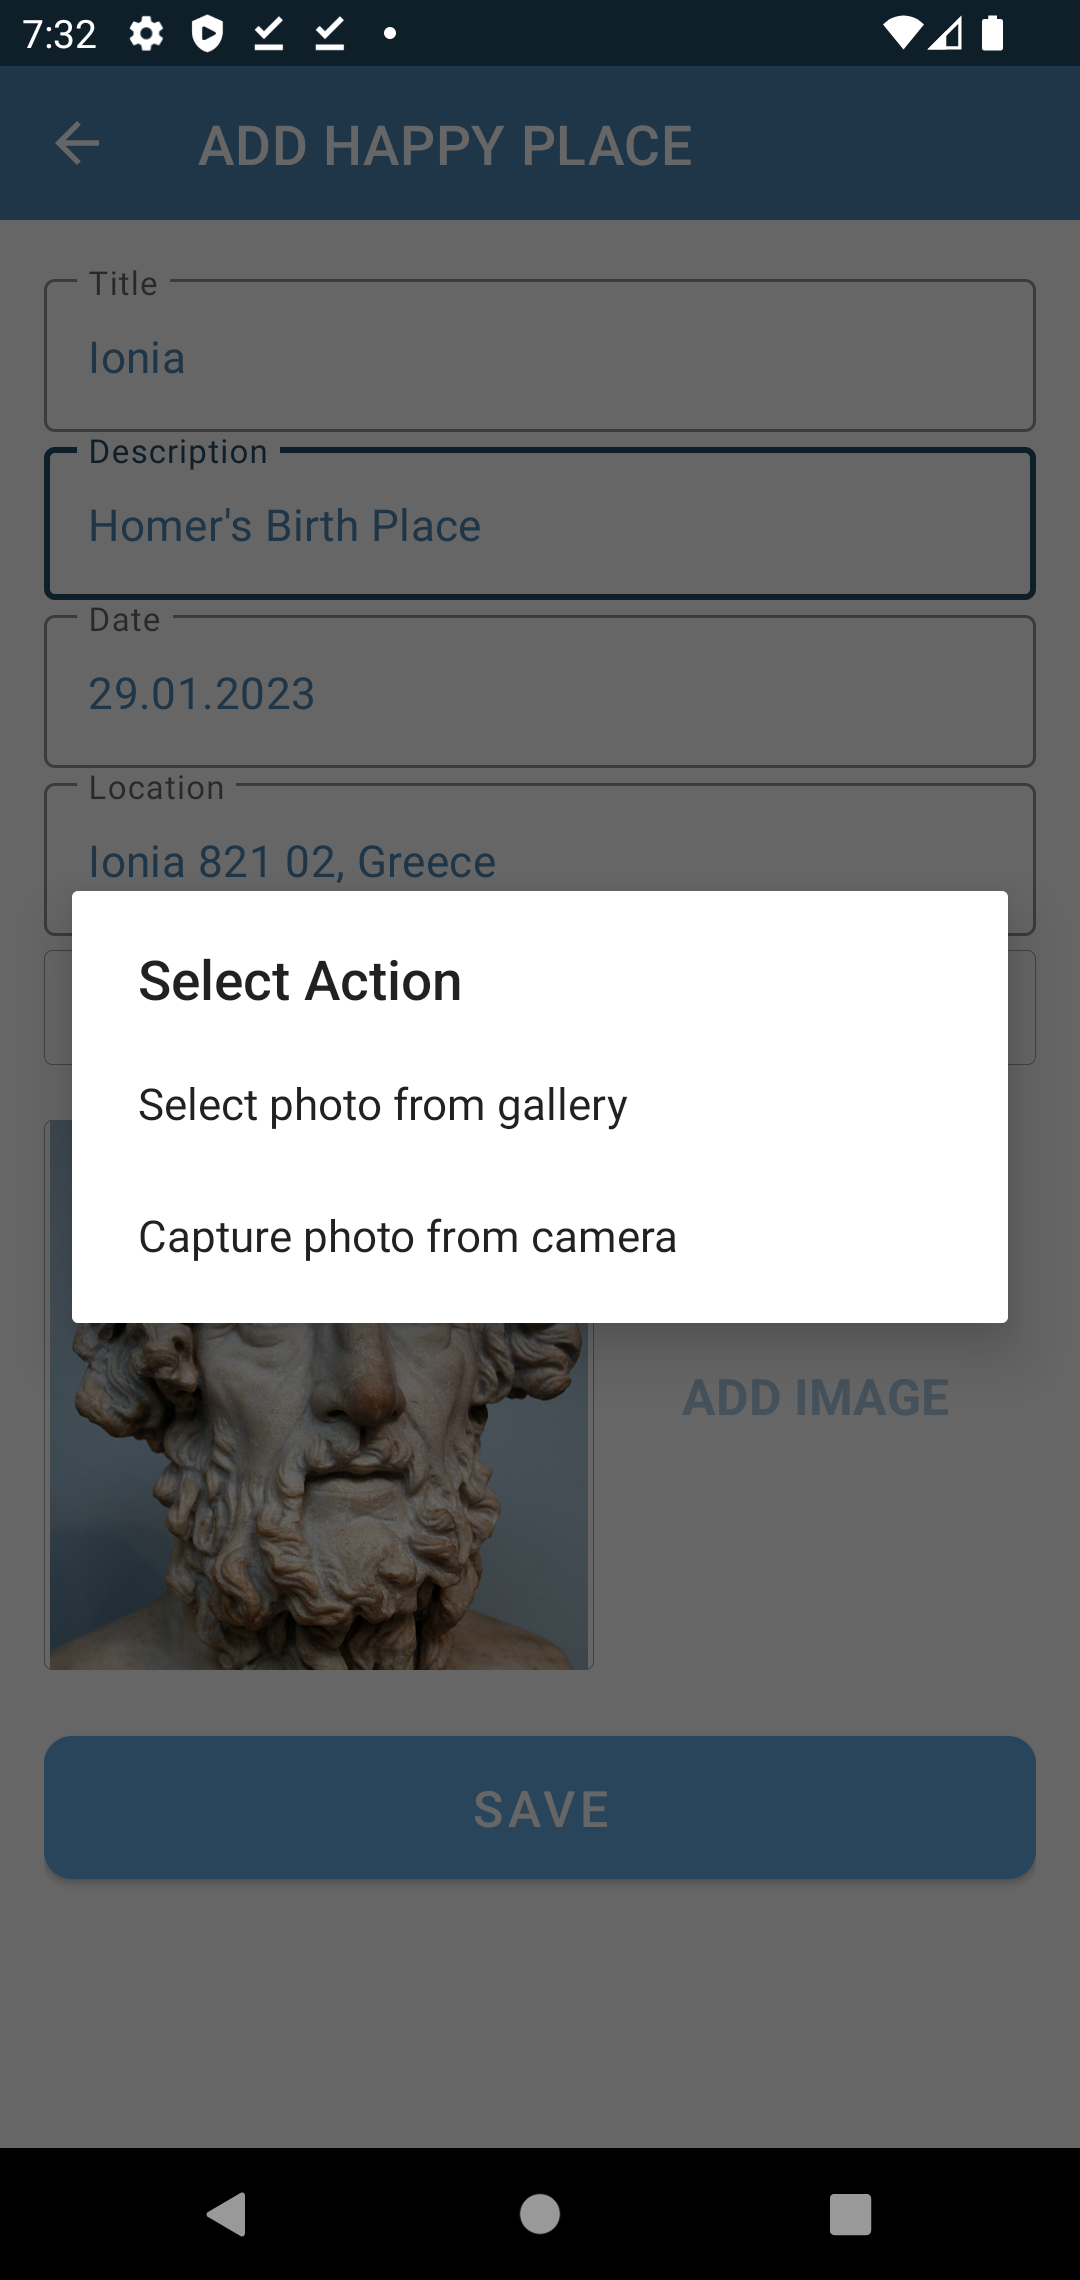 7:32
ADD HAPPY PLACE
Title
Ionia
Description
Homer's Birth Place
Date
29.01.2023
Location
Ionia 821 02, Greece
Select Action
Select photo from gallery
Capture photo from camera
ADD IMAGE
SAVE